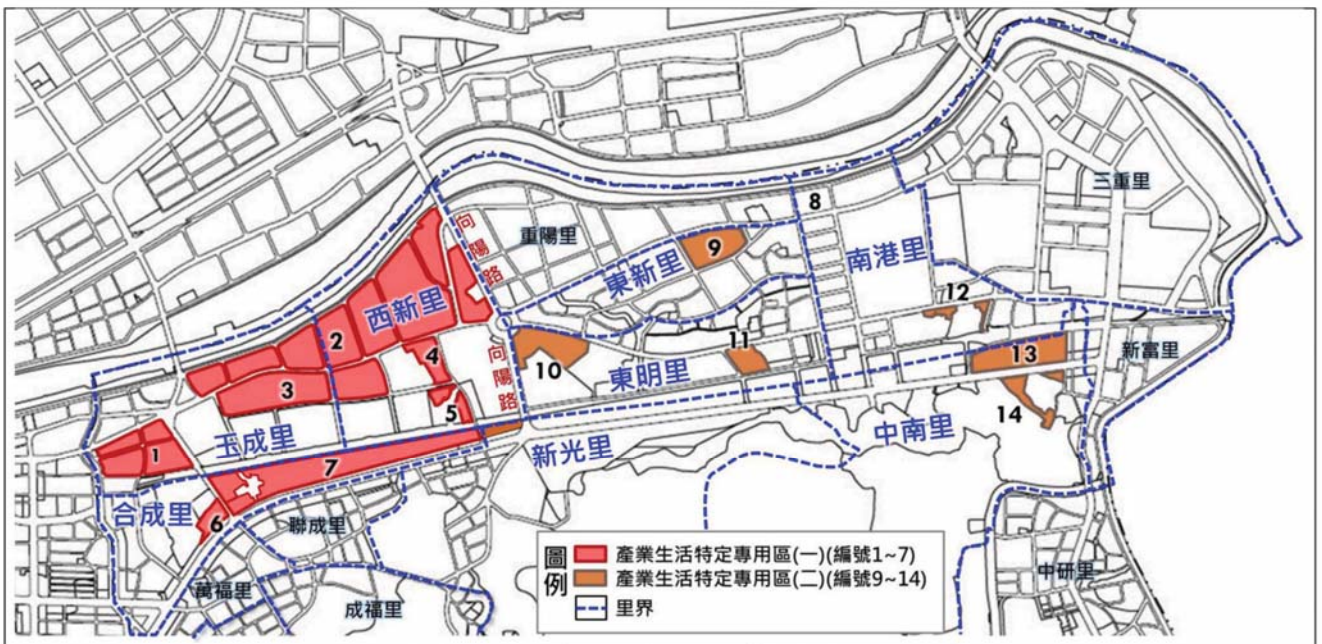 三重里
8
向陽路
重陽里
9
東新里
南港里
西新里
12
2
11
4
向陽路
13
新富里
10
東明里
3
14
5
玉成里
中南里
1
新光里
7
合成里
6
聯成里
圖例
產業生活特定專用區(一)(編號1~7)
產業生活特定專用區(二)(編號9~14)
里界
萬福里
成福里
中研里